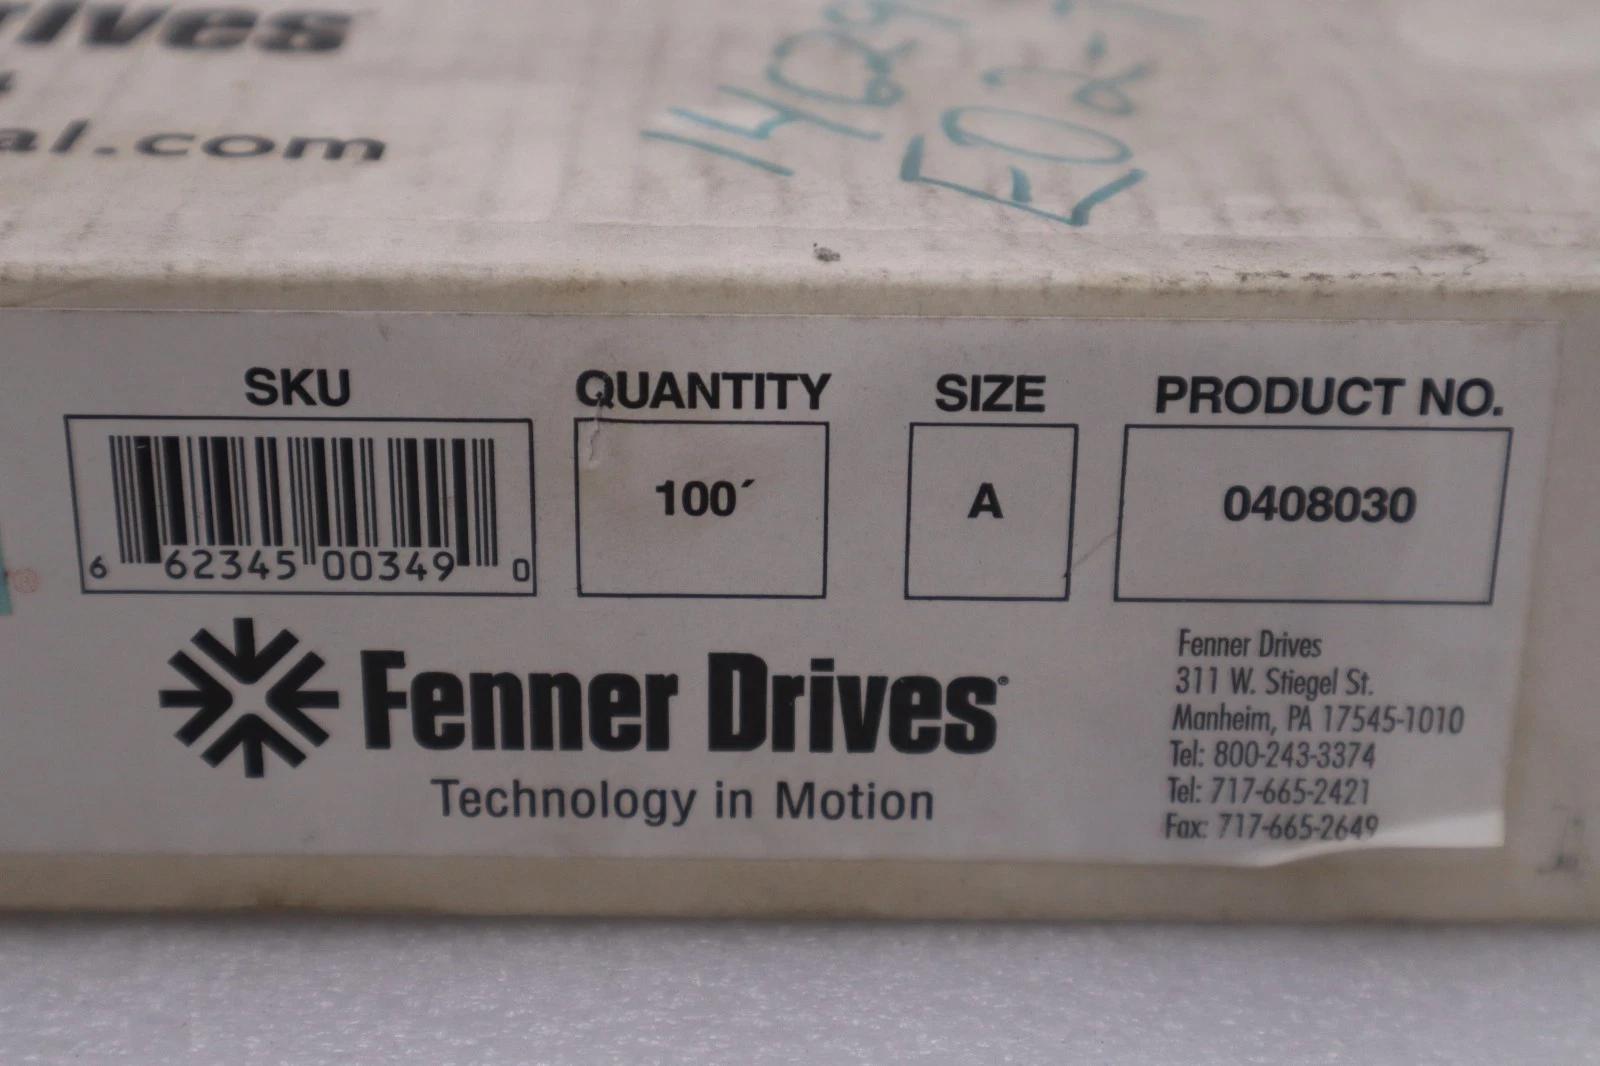 al.com
SKU QUANTITY SIZE PRODUCT NO.
6 62345 00349 0
100´ A 0408030
Fenner Drives®
Technology in Motion
Fenner Drives
311 W. Stiegel St.
Manheim, PA 17545-1010
Tel: 800-243-3374
Tel: 717-665-2421
Fax: 717-665-2649